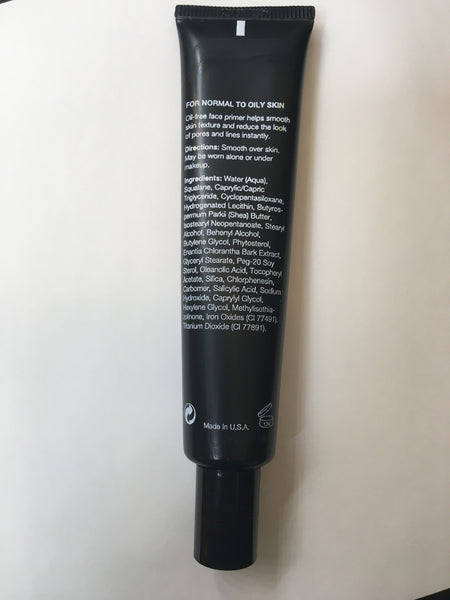 FOR NORMAL TO OILY SKIN
Oil-free face primer helps smooth
skin texture and reduce the look
of pores and lines instantly.
Directions: Smooth over skin.
May be worn alone or under
makeup.
Ingredients: Water (Aqua),
Squalane, Caprylic/Capric
Triglyceride, Cyclopentasiloxane,
Hydrogenated Lecithin, Butyros-
permum Parkii (Shea) Butter,
Isostearyl Neopentanoate, Stearyl
Alcohol, Behenyl Alcohol,
Butylene Glycol, Phytosterol,
Enantia Chlorantha Bark Extract,
Glyceryl Stearate, Peg-20 Soy
Sterol, Oleanolic Acid, Tocopheryl
Acetate, Silica, Chlorphenesin,
Carbomer, Salicylic Acid, Sodium
Hydroxide, Caprylyl Glycol,
Hexylene Glycol, Methylisothia-
zolinone, Iron Oxides (CI 77491),
Titanium Dioxide (CI 77891).
Made in U.S.A.